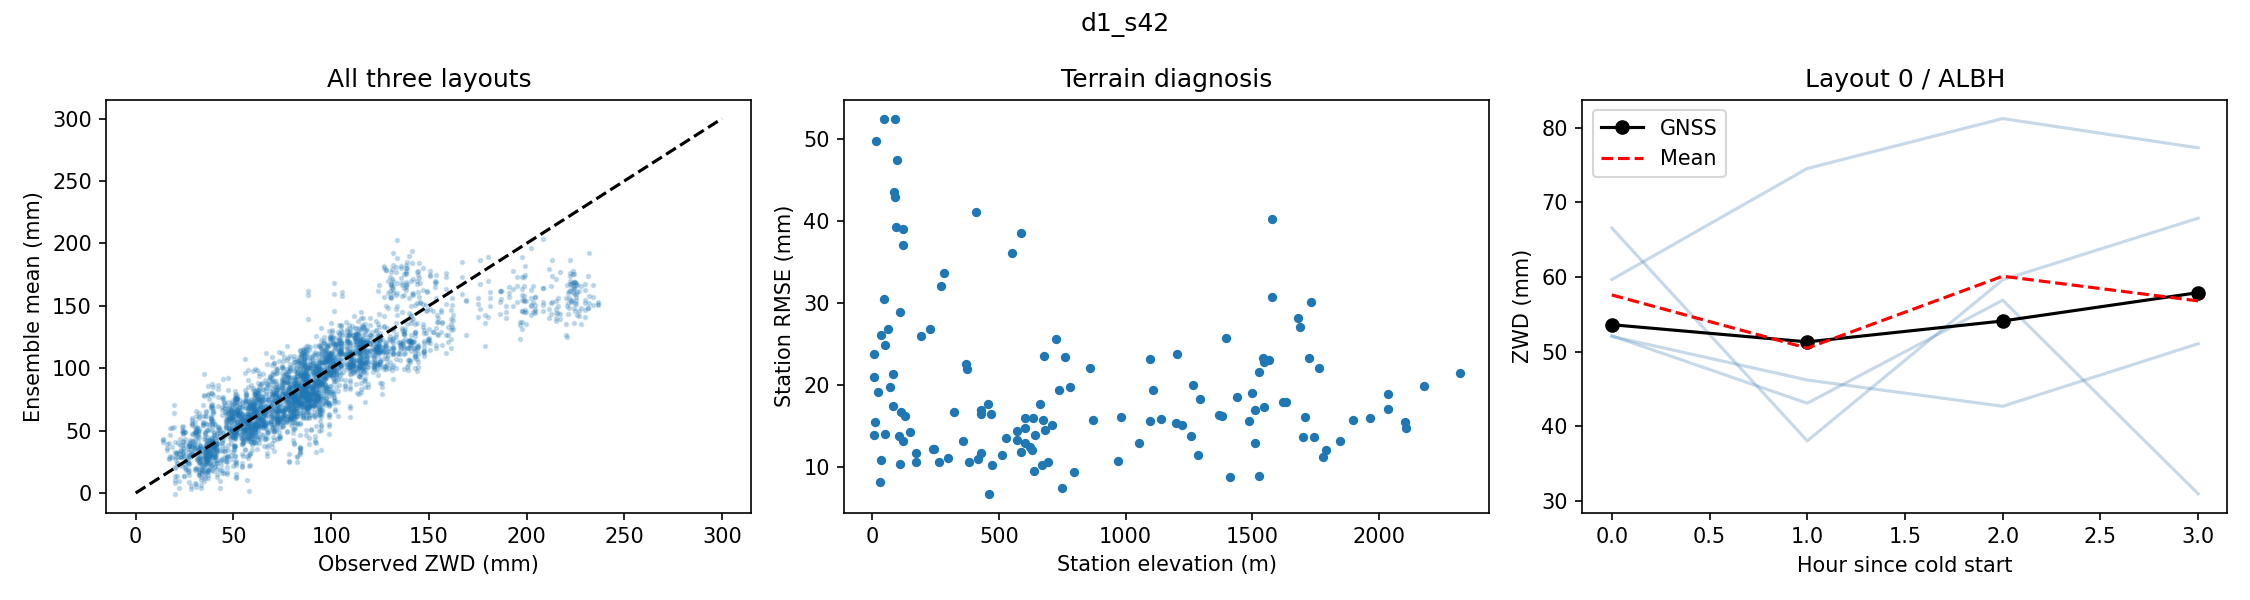 d1_s42
All three layouts
Ensemble mean (mm)
300
250
200
150
100
50
0
0 50 100 150 200 250 300
Observed ZWD (mm)
Terrain diagnosis
Station RMSE (mm)
50
40
30
20
10
0 500 1000 1500 2000
Station elevation (m)
Layout 0 / ALBH
GNSS
Mean
ZWD (mm)
80
70
60
50
40
30
0.0 0.5 1.0 1.5 2.0 2.5 3.0
Hour since cold start